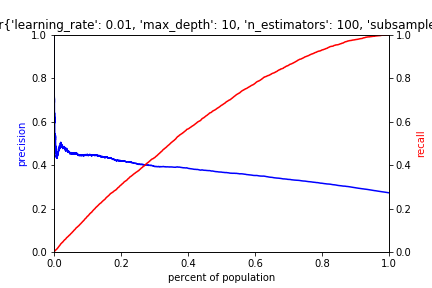 r{'learning_rate': 0.01, 'max_depth': 10, 'n_estimators': 100, 'subsample
1.0
0.8
0.6
0.4
0.2
0.0
precision
1.0
0.8
0.6
0.4
0.2
0.0
recall
0.0 0.2 0.4 0.6 0.8 1.0
percent of population